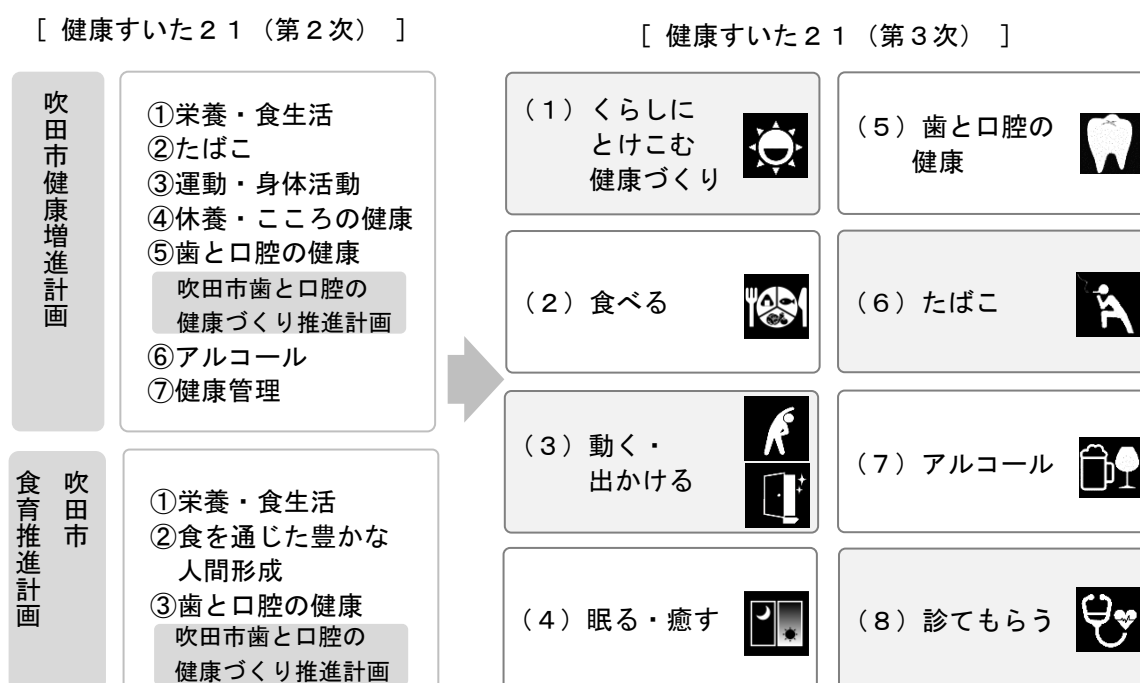 ［ 健康すいた２１（第２次） ］
吹田市健康増進計画
①栄養・食生活
②たばこ
③運動・身体活動
④休養・こころの健康
⑤歯と口腔の健康
吹田市歯と口腔の
健康づくり推進計画
⑥アルコール
⑦健康管理
吹田市
食育推進計画
①栄養・食生活
②食を通じた豊かな
人間形成
③歯と口腔の健康
吹田市歯と口腔の
健康づくり推進計画
［ 健康すいた２１（第３次） ］
（１）くらしに
とけこむ
健康づくり
（２）食べる
（３）動く・
出かける
（４）眠る・癒す
（５）歯と口腔の
健康
（６）たばこ
（７）アルコール
（８）診てもらう